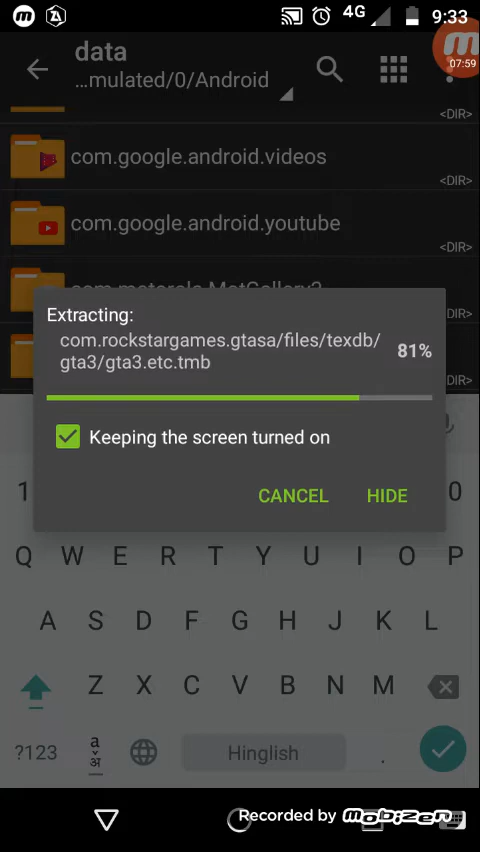 4G 9:33
data
07:59
...mulated/0/Android
<DIR>
com.google.android.videos
<DIR>
com.google.android.youtube
<DIR>
<DIR>
Extracting:
com.rockstargames.gtasa/files/texdb/
gta3/gta3.etc.tmb
81%
<DIR>
Keeping the screen turned on
CANCEL HIDE
1 0
Q W E R T Y U I O P
A S D F G H J K L
Z X C V B N M
?123 a अ Hinglish .
Recorded by MOBIZEN